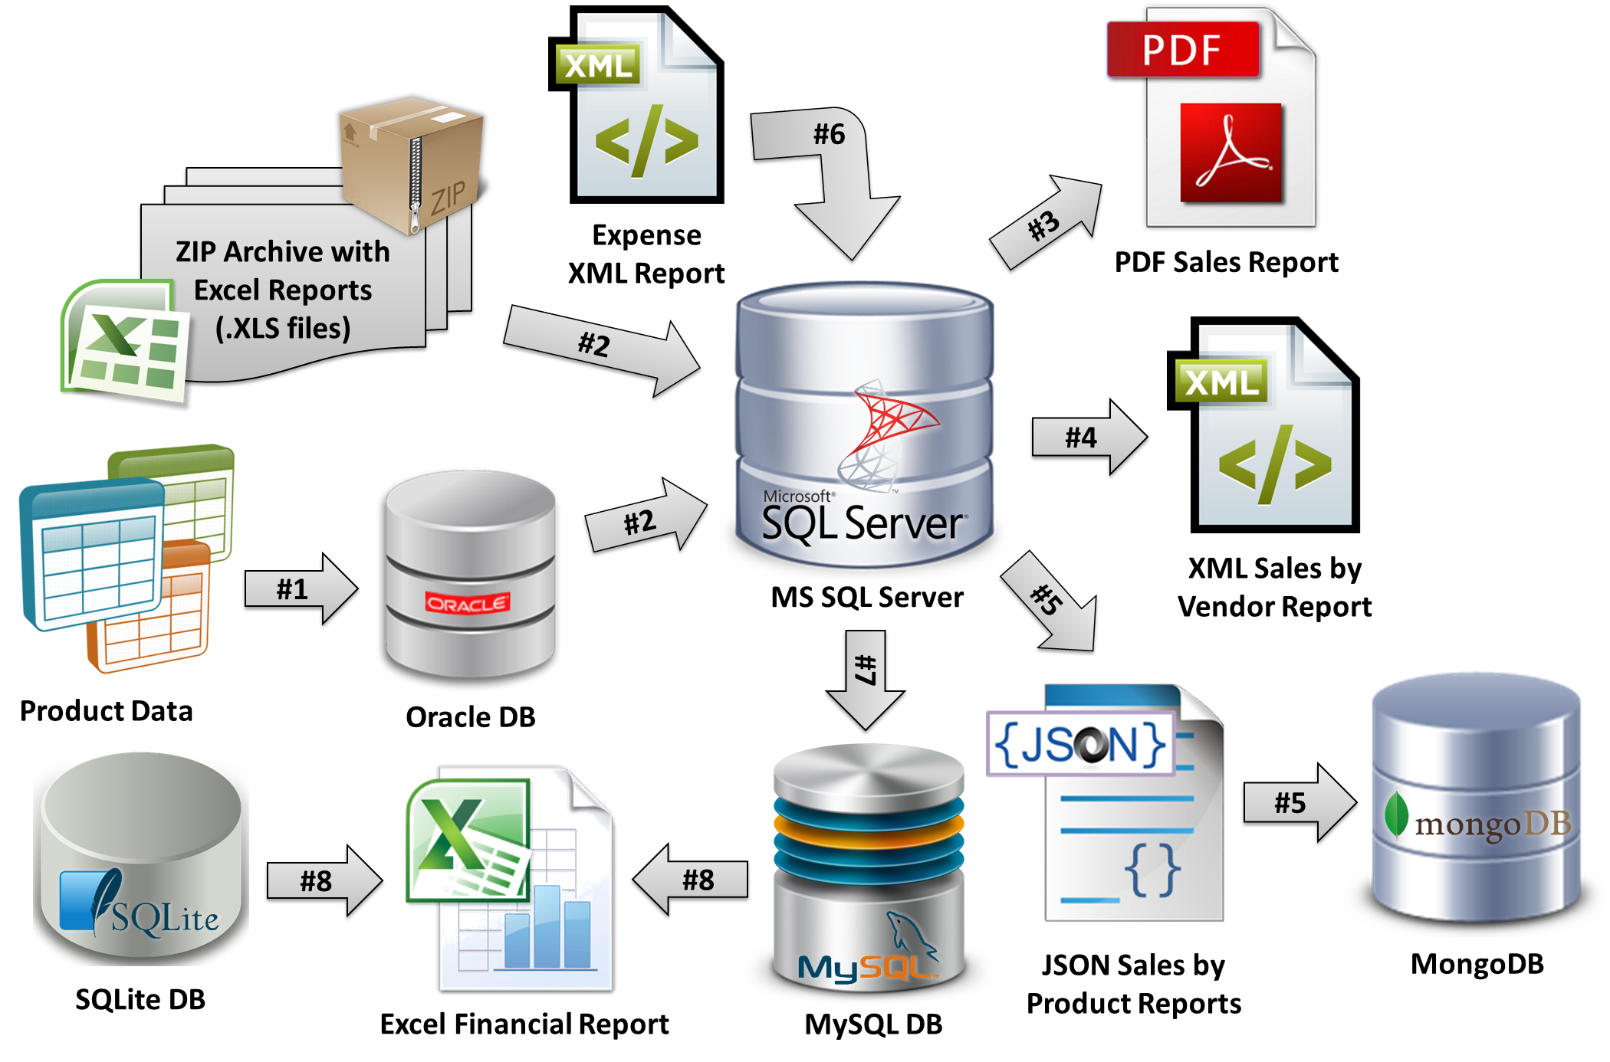 XML
</>
Expense
XML Report
#6
PDF
PDF Sales Report
#3
ZIP
ZIP Archive with
Excel Reports
(.XLS files)
X
#2
Microsoft®
SQL Server®
MS SQL Server
#4
XML
</>
XML Sales by
Vendor Report
Product Data
#1
ORACLE
Oracle DB
#2
#5
{JSON}
{}
JSON Sales by
Product Reports
#5
mongoDB
MongoDB
#7
MySQL™
MySQL DB
#8
X
Excel Financial Report
#8
SQLite
SQLite DB